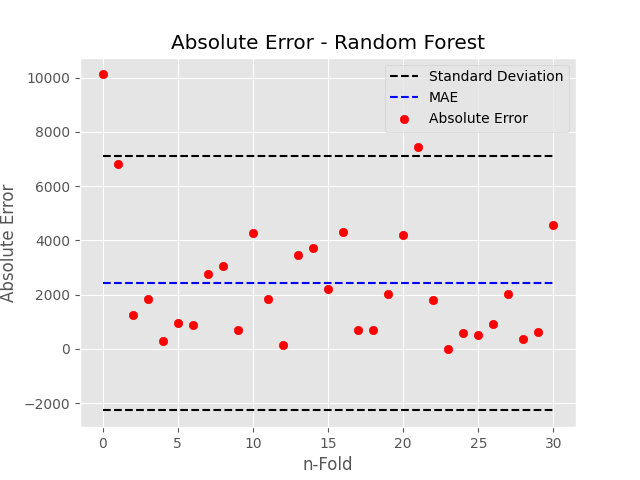 Absolute Error - Random Forest
Absolute Error
10000
8000
6000
4000
2000
0
−2000
Standard Deviation
MAE
Absolute Error
0
5
10
15
20
25
30
n-Fold